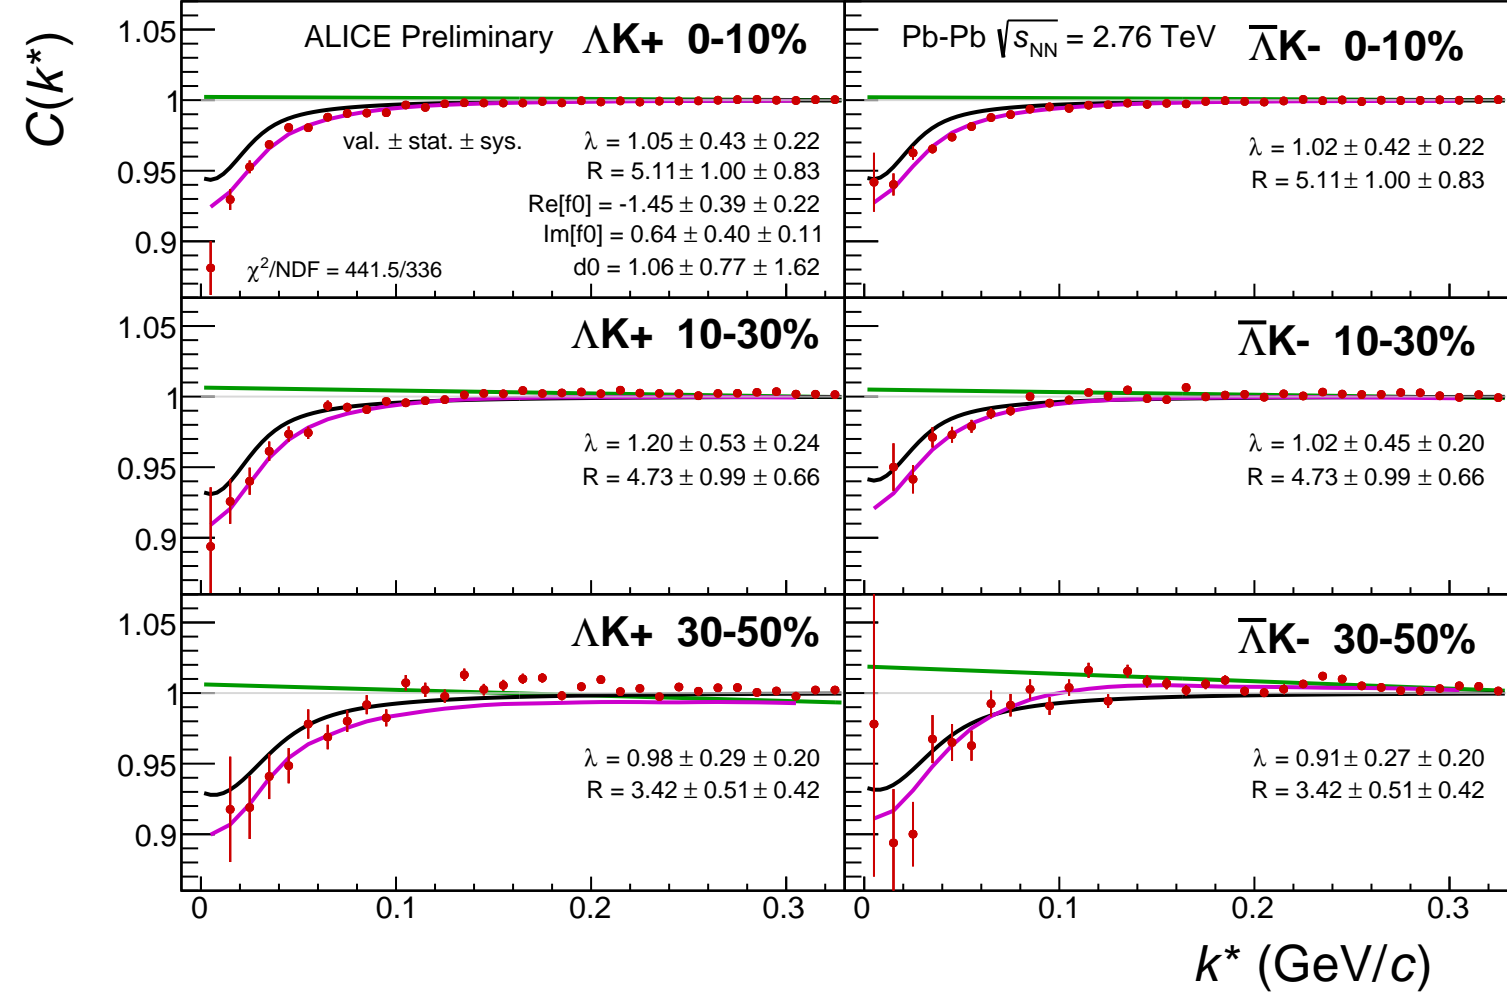 C(k*)
ALICE Preliminary ΛK+ 0-10%
val. ± stat. ± sys.
λ = 1.05 ± 0.43 ± 0.22
R = 5.11± 1.00 ± 0.83
Re[f0] = -1.45 ± 0.39 ± 0.22
Im[f0] = 0.64 ± 0.40 ± 0.11
χ²/NDF = 441.5/336
d0 = 1.06 ± 0.77 ± 1.62
1.05
1
0.95
0.9
Pb-Pb √s_NN = 2.76 TeV Λ̅K- 0-10%
λ = 1.02 ± 0.42 ± 0.22
R = 5.11± 1.00 ± 0.83
ΛK+ 10-30%
λ = 1.20 ± 0.53 ± 0.24
R = 4.73 ± 0.99 ± 0.66
1.05
1
0.95
0.9
Λ̅K- 10-30%
λ = 1.02 ± 0.45 ± 0.20
R = 4.73 ± 0.99 ± 0.66
ΛK+ 30-50%
λ = 0.98 ± 0.29 ± 0.20
R = 3.42 ± 0.51 ± 0.42
1.05
1
0.95
0.9
Λ̅K- 30-50%
λ = 0.91± 0.27 ± 0.20
R = 3.42 ± 0.51 ± 0.42
0 0.1 0.2 0.3
0 0.1 0.2 0.3
k* (GeV/c)